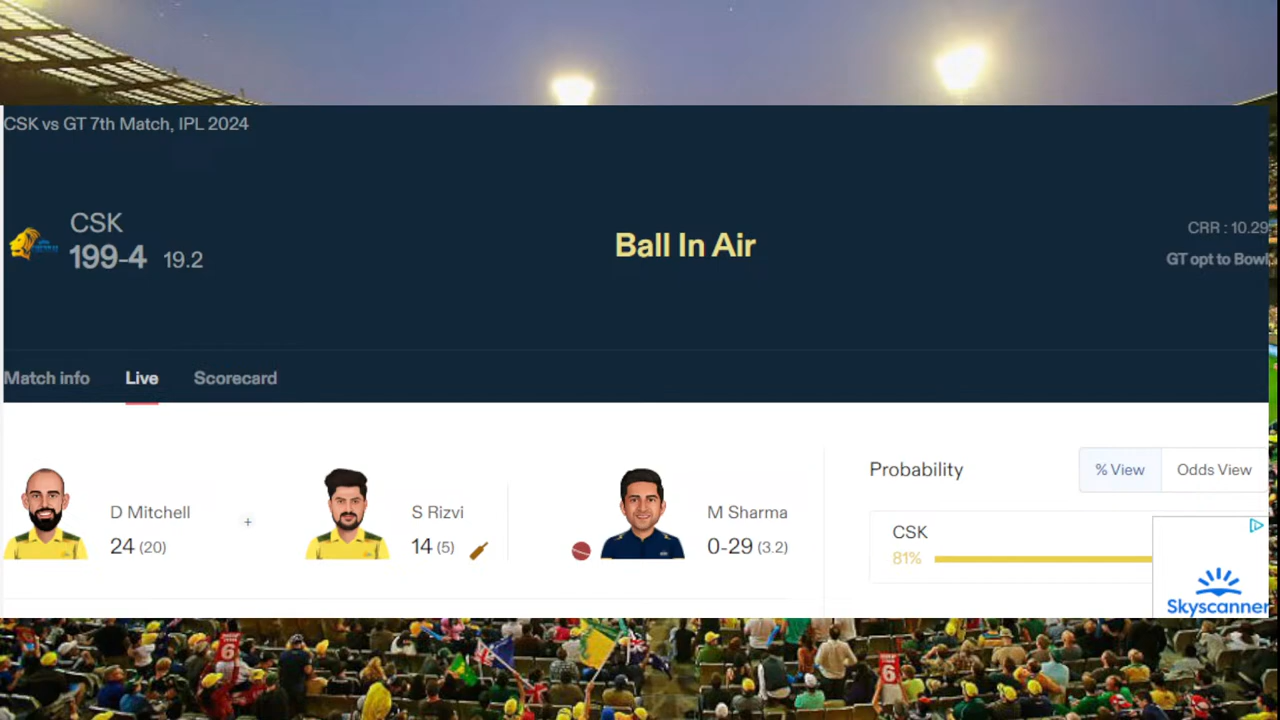 CSK vs GT 7th Match, IPL 2024
CSK
199-4 19.2
Ball In Air
CRR : 10.29
GT opt to Bowl
Match info Live Scorecard
D Mitchell
24 (20)
+
S Rizvi
14 (5)
M Sharma
0-29 (3.2)
Probability
% View Odds View
CSK
81%
Skyscanner
6
6